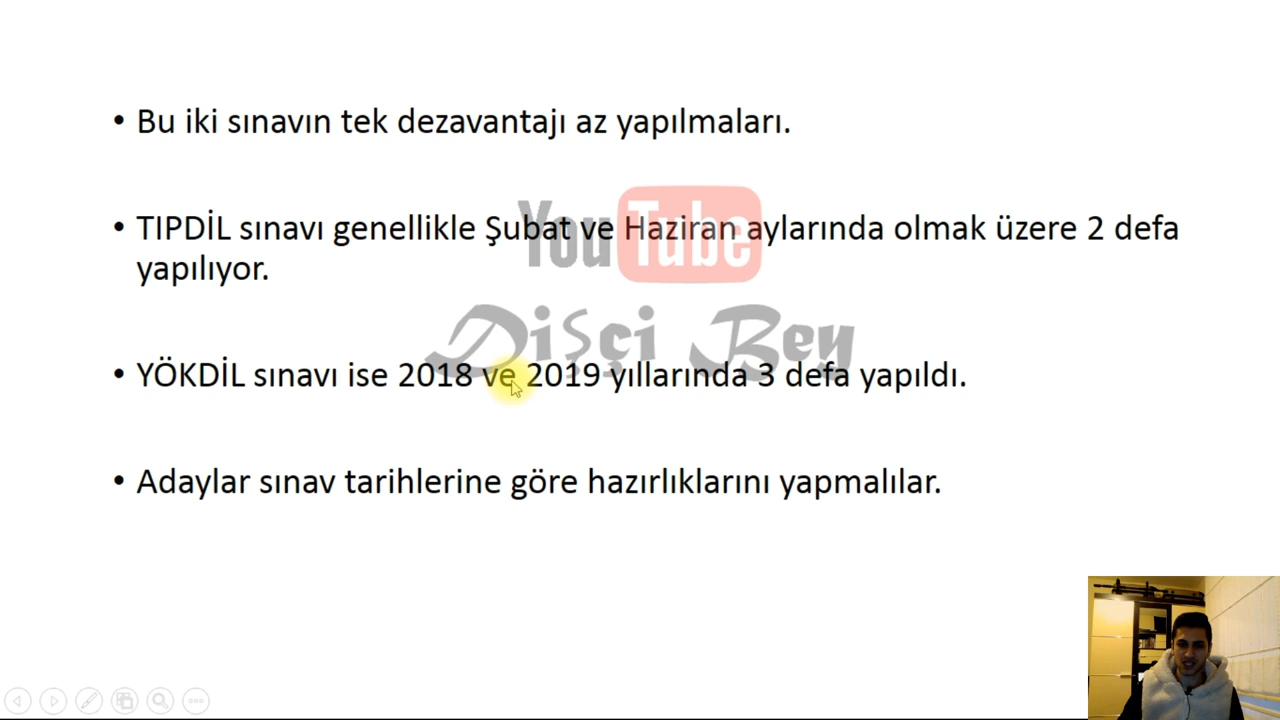 • Bu iki sınavın tek dezavantajı az yapılmaları.
• TIPDİL sınavı genellikle Şubat ve Haziran aylarında olmak üzere 2 defa
yapılıyor.
YouTube
Dişçi Bey
• YÖKDİL sınavı ise 2018 ve 2019 yıllarında 3 defa yapıldı.
• Adaylar sınav tarihlerine göre hazırlıklarını yapmalılar.